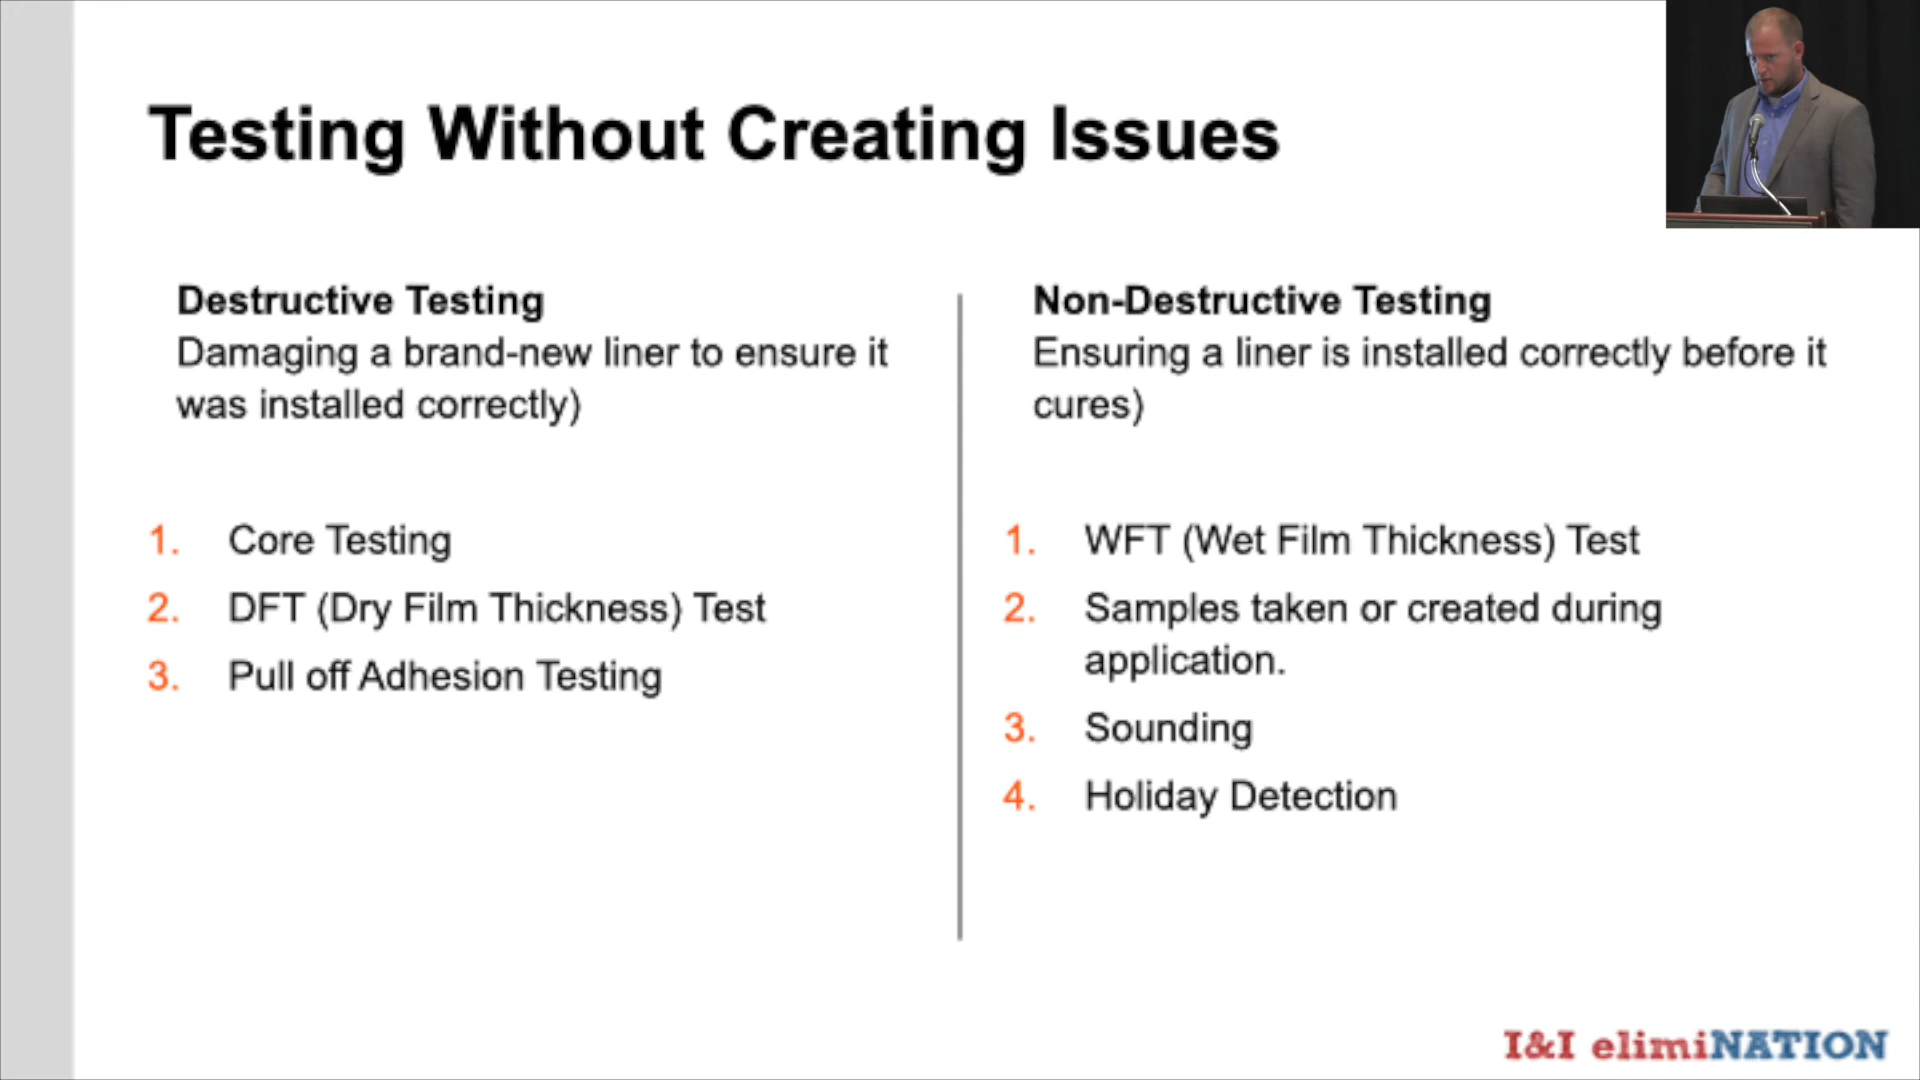 Testing Without Creating Issues
Destructive Testing
Damaging a brand-new liner to ensure it
was installed correctly)
1. Core Testing
2. DFT (Dry Film Thickness) Test
3. Pull off Adhesion Testing
Non-Destructive Testing
Ensuring a liner is installed correctly before it
cures)
1. WFT (Wet Film Thickness) Test
2. Samples taken or created during
application.
3. Sounding
4. Holiday Detection
I&I elimiNATION